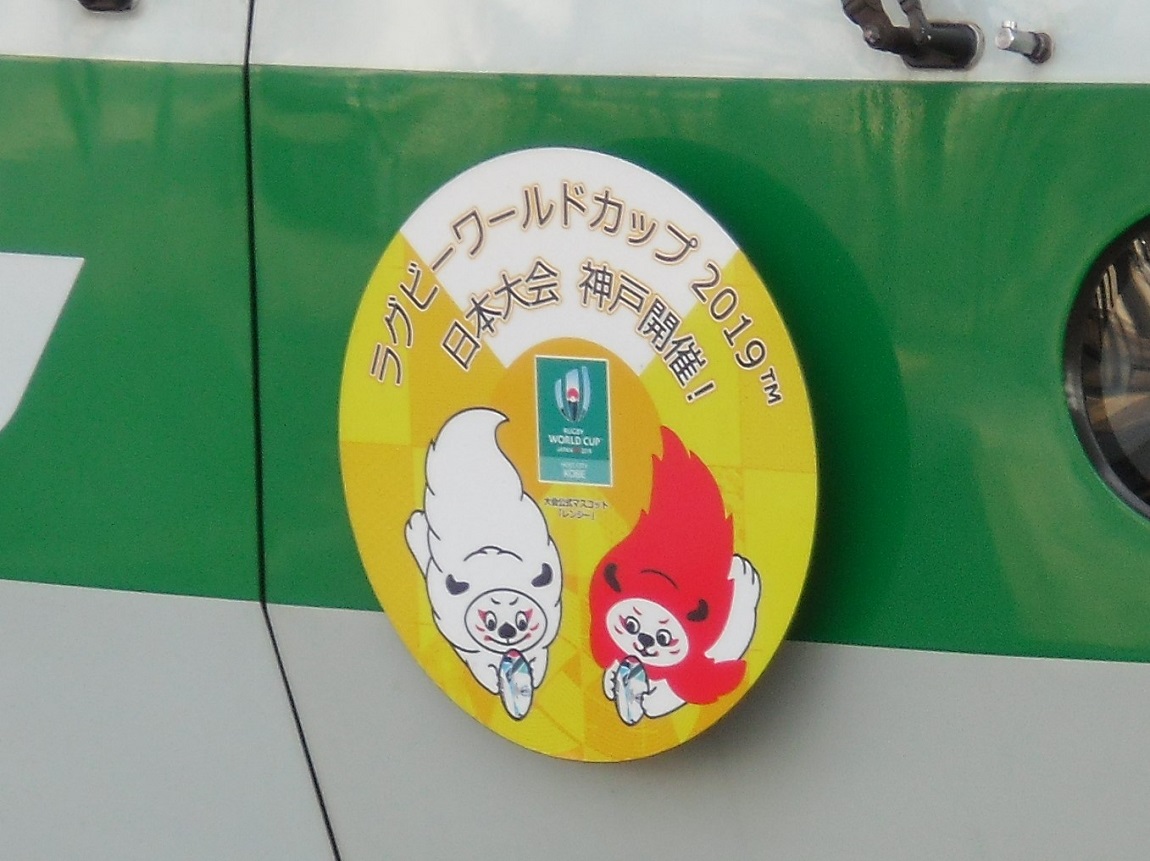 ラグビーワールドカップ 2019™
日本大会 神戸開催!
RUGBY
WORLD CUP
JAPAN 2019
HOST CITY
KOBE
大会公式マスコット
「レンジー」